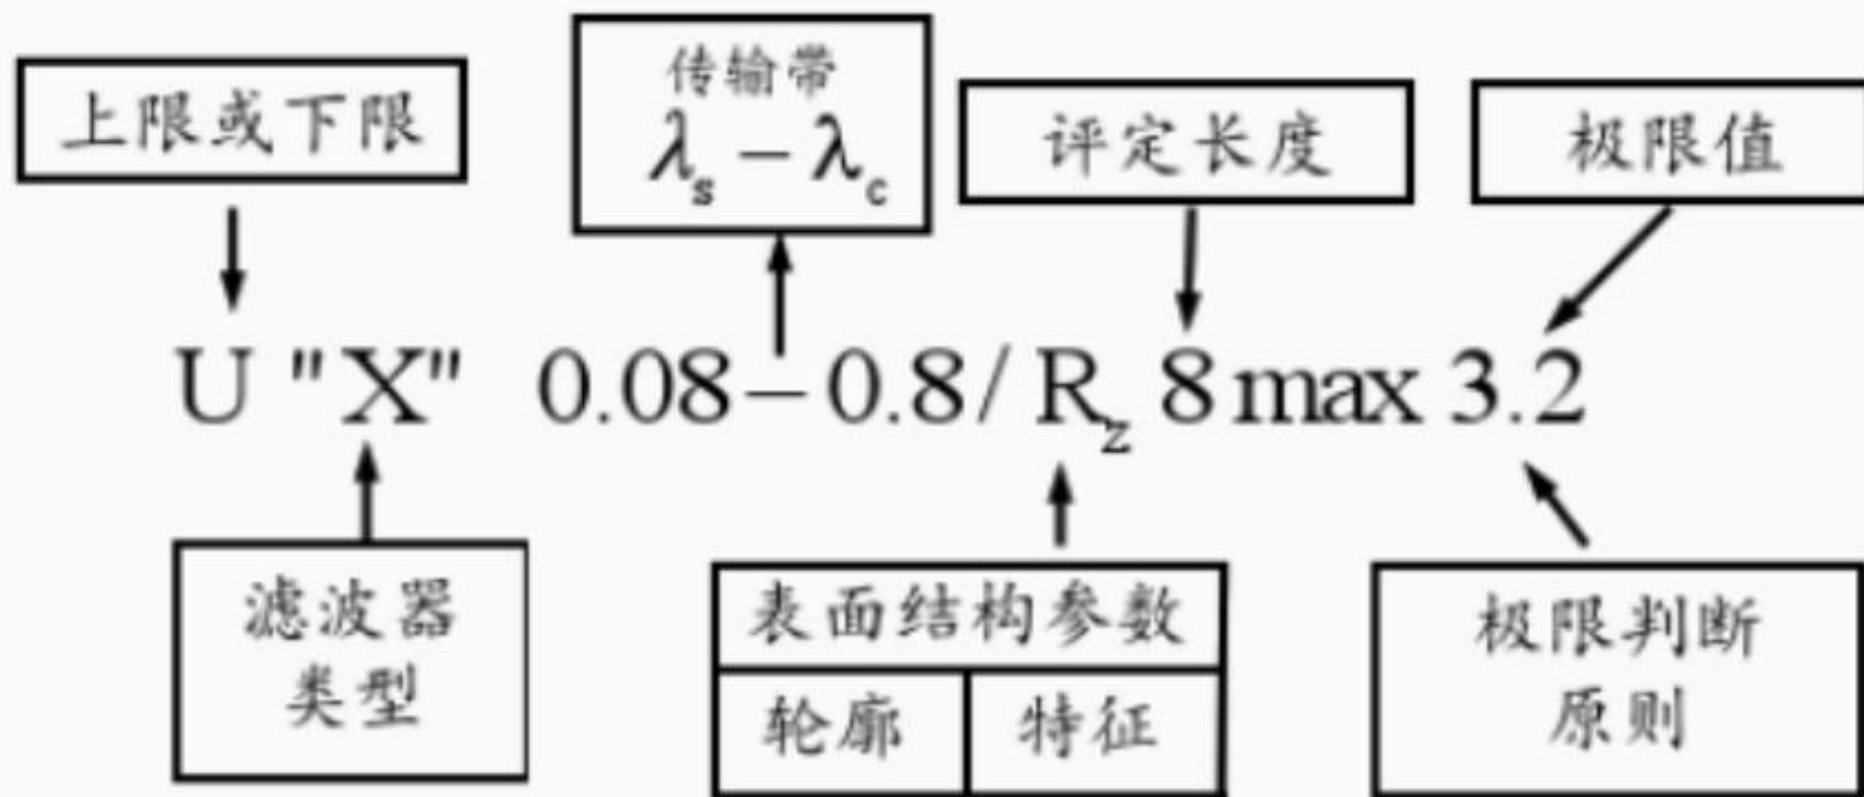 传输带
λs – λc
上限或下限
评定长度
极限值
U "X" 0.08–0.8/Rz 8max 3.2
滤波器
类型
表面结构参数
轮廓 特征
极限判断
原则